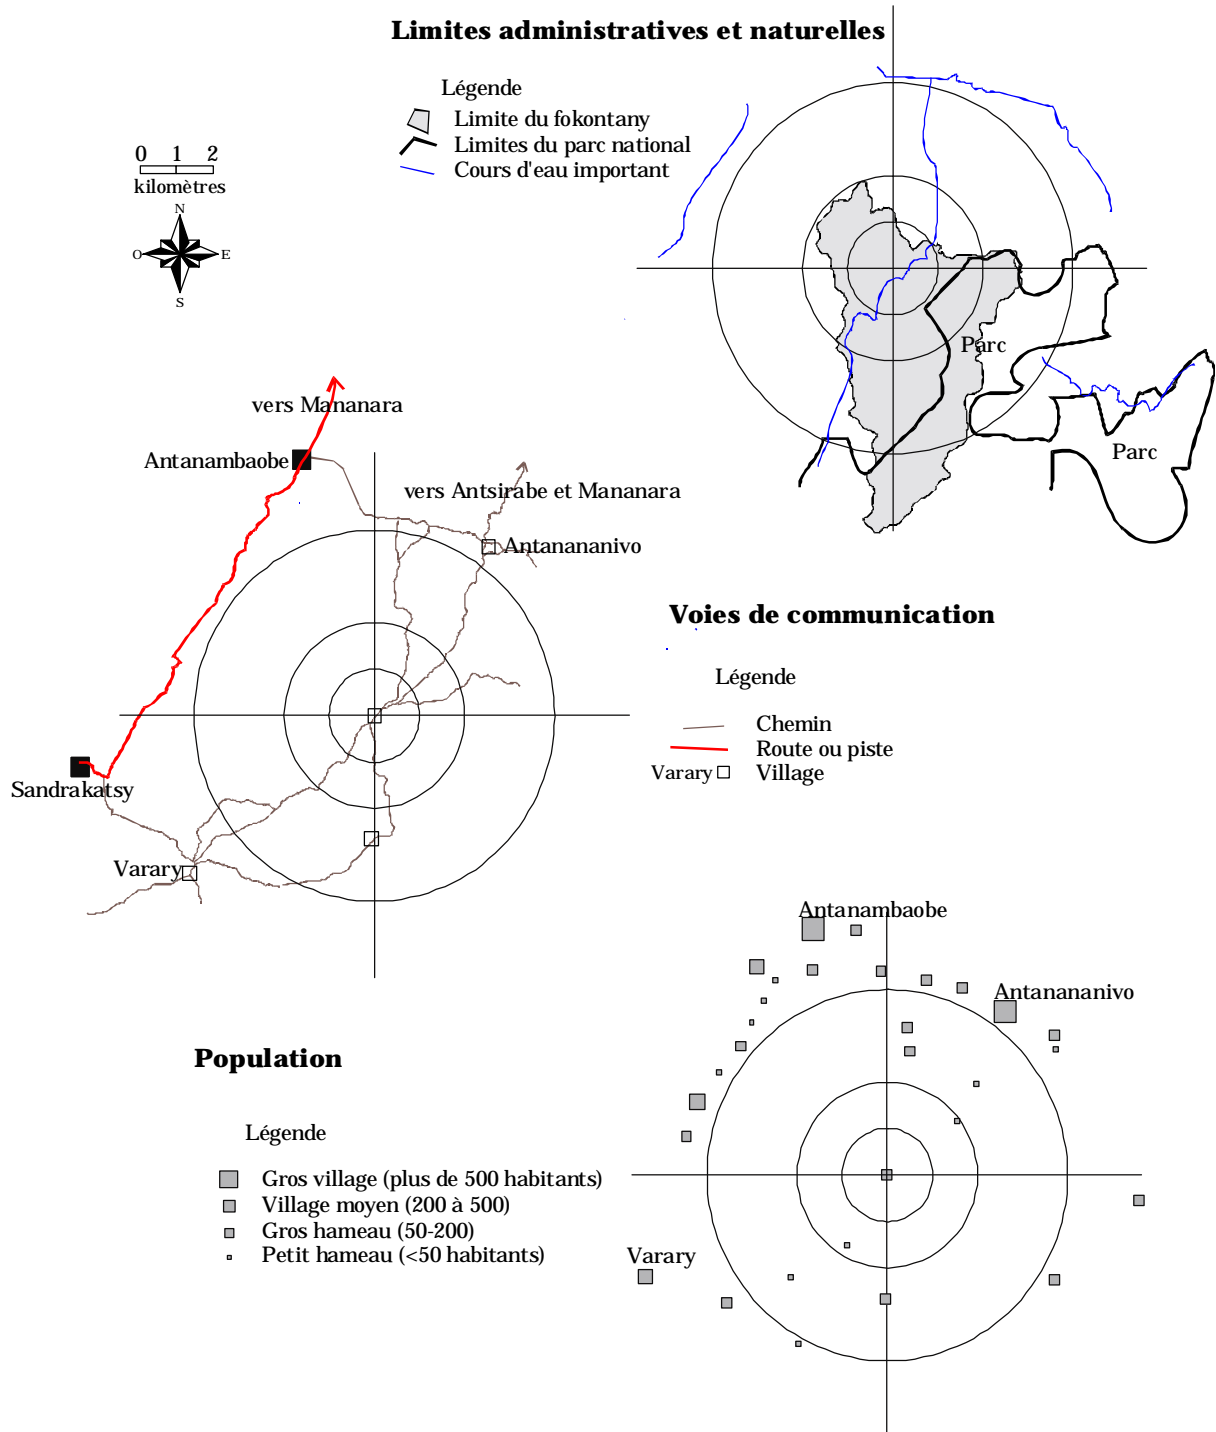 Limites administratives et naturelles
Légende
Limite du fokontany
Limites du parc national
Cours d'eau important
0 1 2
kilomètres
N
O E
S
Parc
Parc
vers Mananara
Antanambaobe
vers Antsirabe et Mananara
Antanananivo
Sandrakatsy
Varary
Voies de communication
Légende
Chemin
Route ou piste
Varary Village
Population
Légende
Gros village (plus de 500 habitants)
Village moyen (200 à 500)
Gros hameau (50-200)
Petit hameau (<50 habitants)
Antanambaobe
Antanananivo
Varary